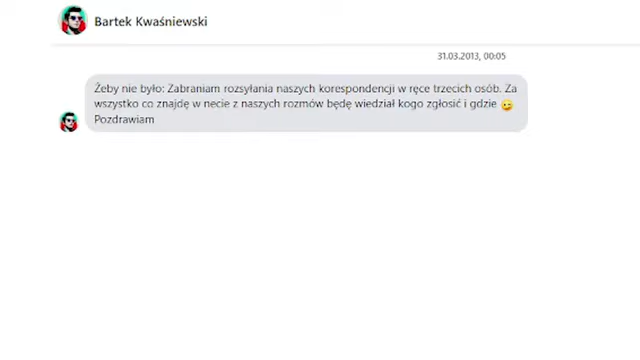 Bartek Kwaśniewski
31.03.2013, 00:05
Żeby nie było: Zabraniam rozsyłania naszych korespondencji w ręce trzecich osób. Za
wszystko co znajdę w necie z naszych rozmów będę wiedział kogo zgłosić i gdzie 😉
Pozdrawiam